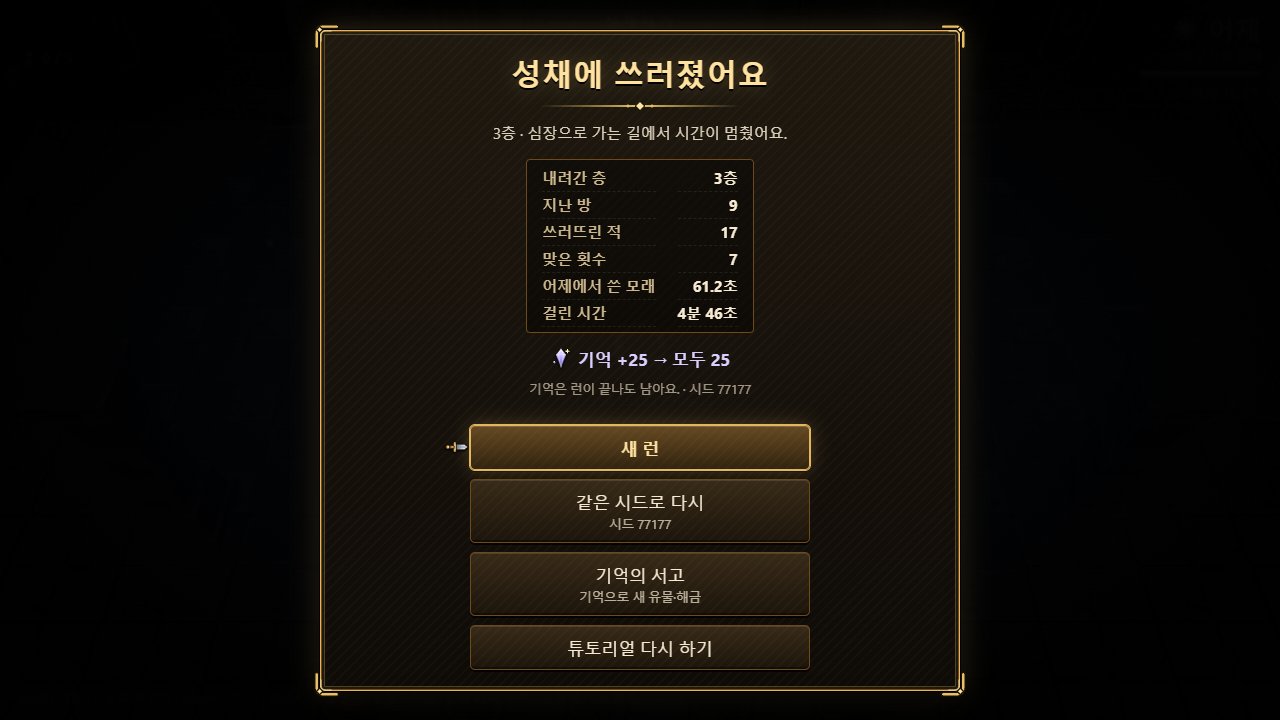 성채에 쓰러졌어요
3층 · 심장으로 가는 길에서 시간이 멈췄어요.
내려간 층 3층
지난 방 9
쓰러뜨린 적 17
맞은 횟수 7
어제에서 쓴 모래 61.2초
걸린 시간 4분 46초
기억 +25 → 모두 25
기억은 런이 끝나도 남아요. · 시드 77177
새 런
같은 시드로 다시
시드 77177
기억의 서고
기억으로 새 유물·해금
튜토리얼 다시 하기